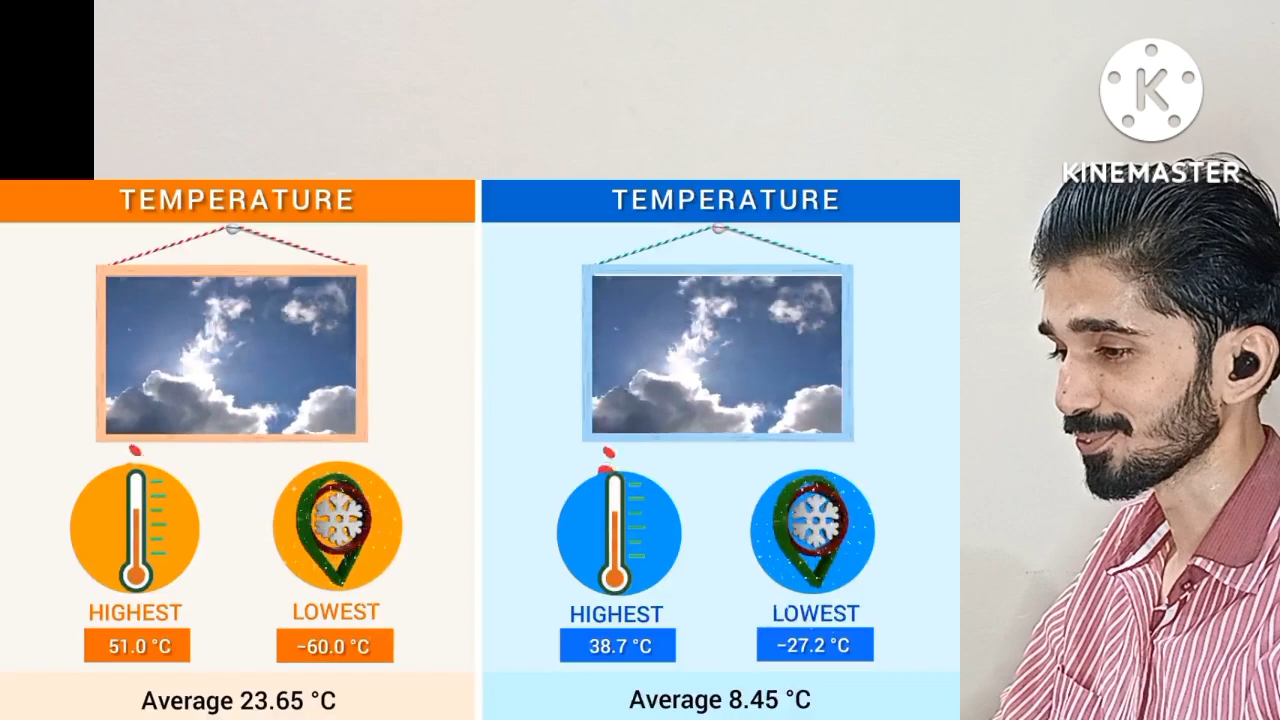 KINEMASTER
TEMPERATURE
TEMPERATURE
HIGHEST
LOWEST
51.0 °C
−60.0 °C
Average 23.65 °C
HIGHEST
LOWEST
38.7 °C
−27.2 °C
Average 8.45 °C